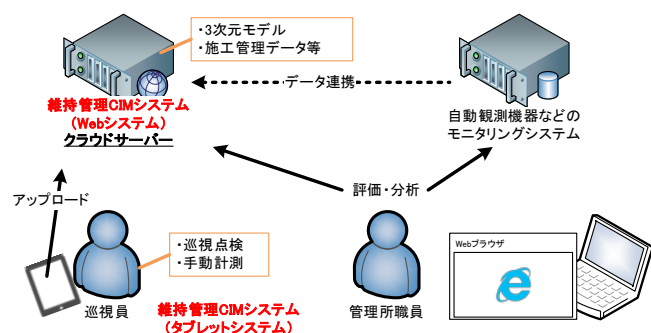 ・3次元モデル
・施工管理データ等
データ連携
維持管理CIMシステム
(Webシステム)
クラウドサーバー
自動観測機器などの
モニタリングシステム
アップロード
評価・分析
・巡視点検
・手動計測
Webブラウザ
巡視員
維持管理CIMシステム
(タブレットシステム)
管理所職員